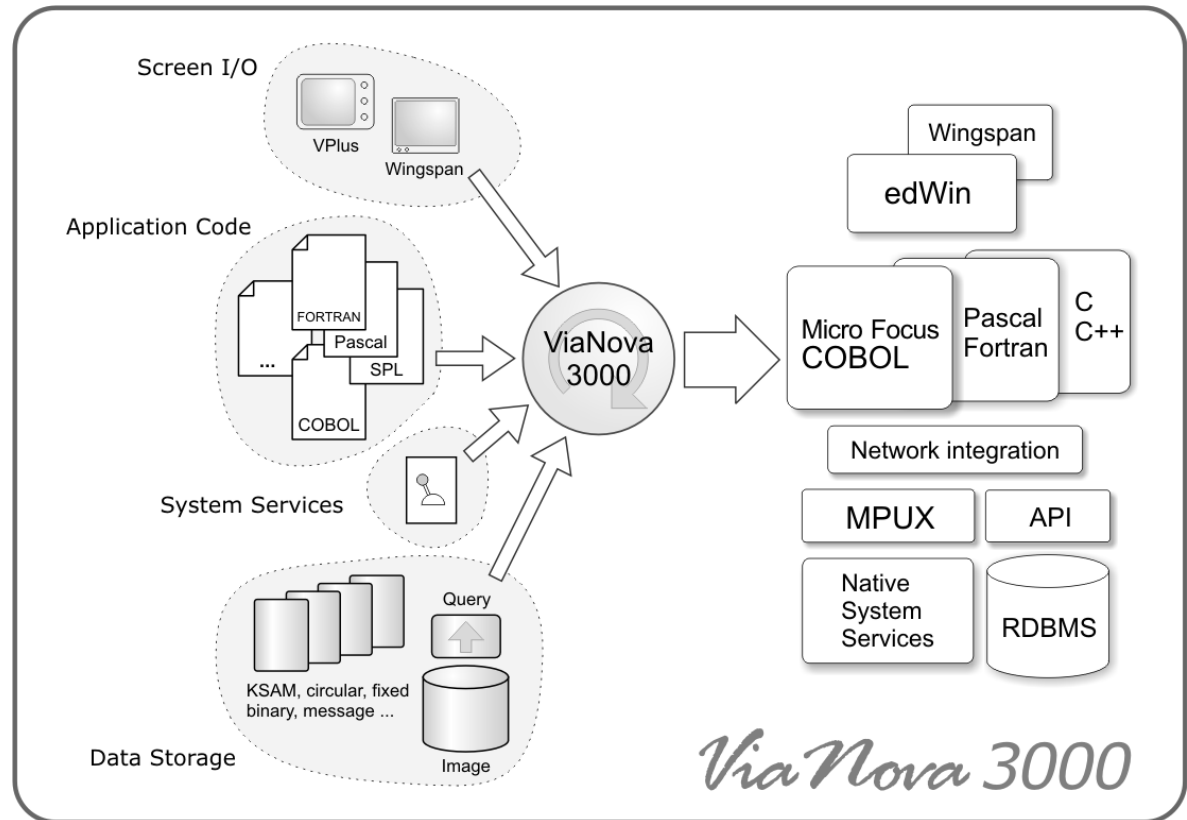 Screen I/O
VPlus
Wingspan
Application Code
FORTRAN
Pascal
...
SPL
COBOL
System Services
Query
KSAM, circular, fixed
binary, message ...
Image
Data Storage
ViaNova
3000
Wingspan
edWin
Micro Focus
COBOL
Pascal
Fortran
C
C++
Network integration
MPUX
API
Native
System
Services
RDBMS
ViaNova 3000